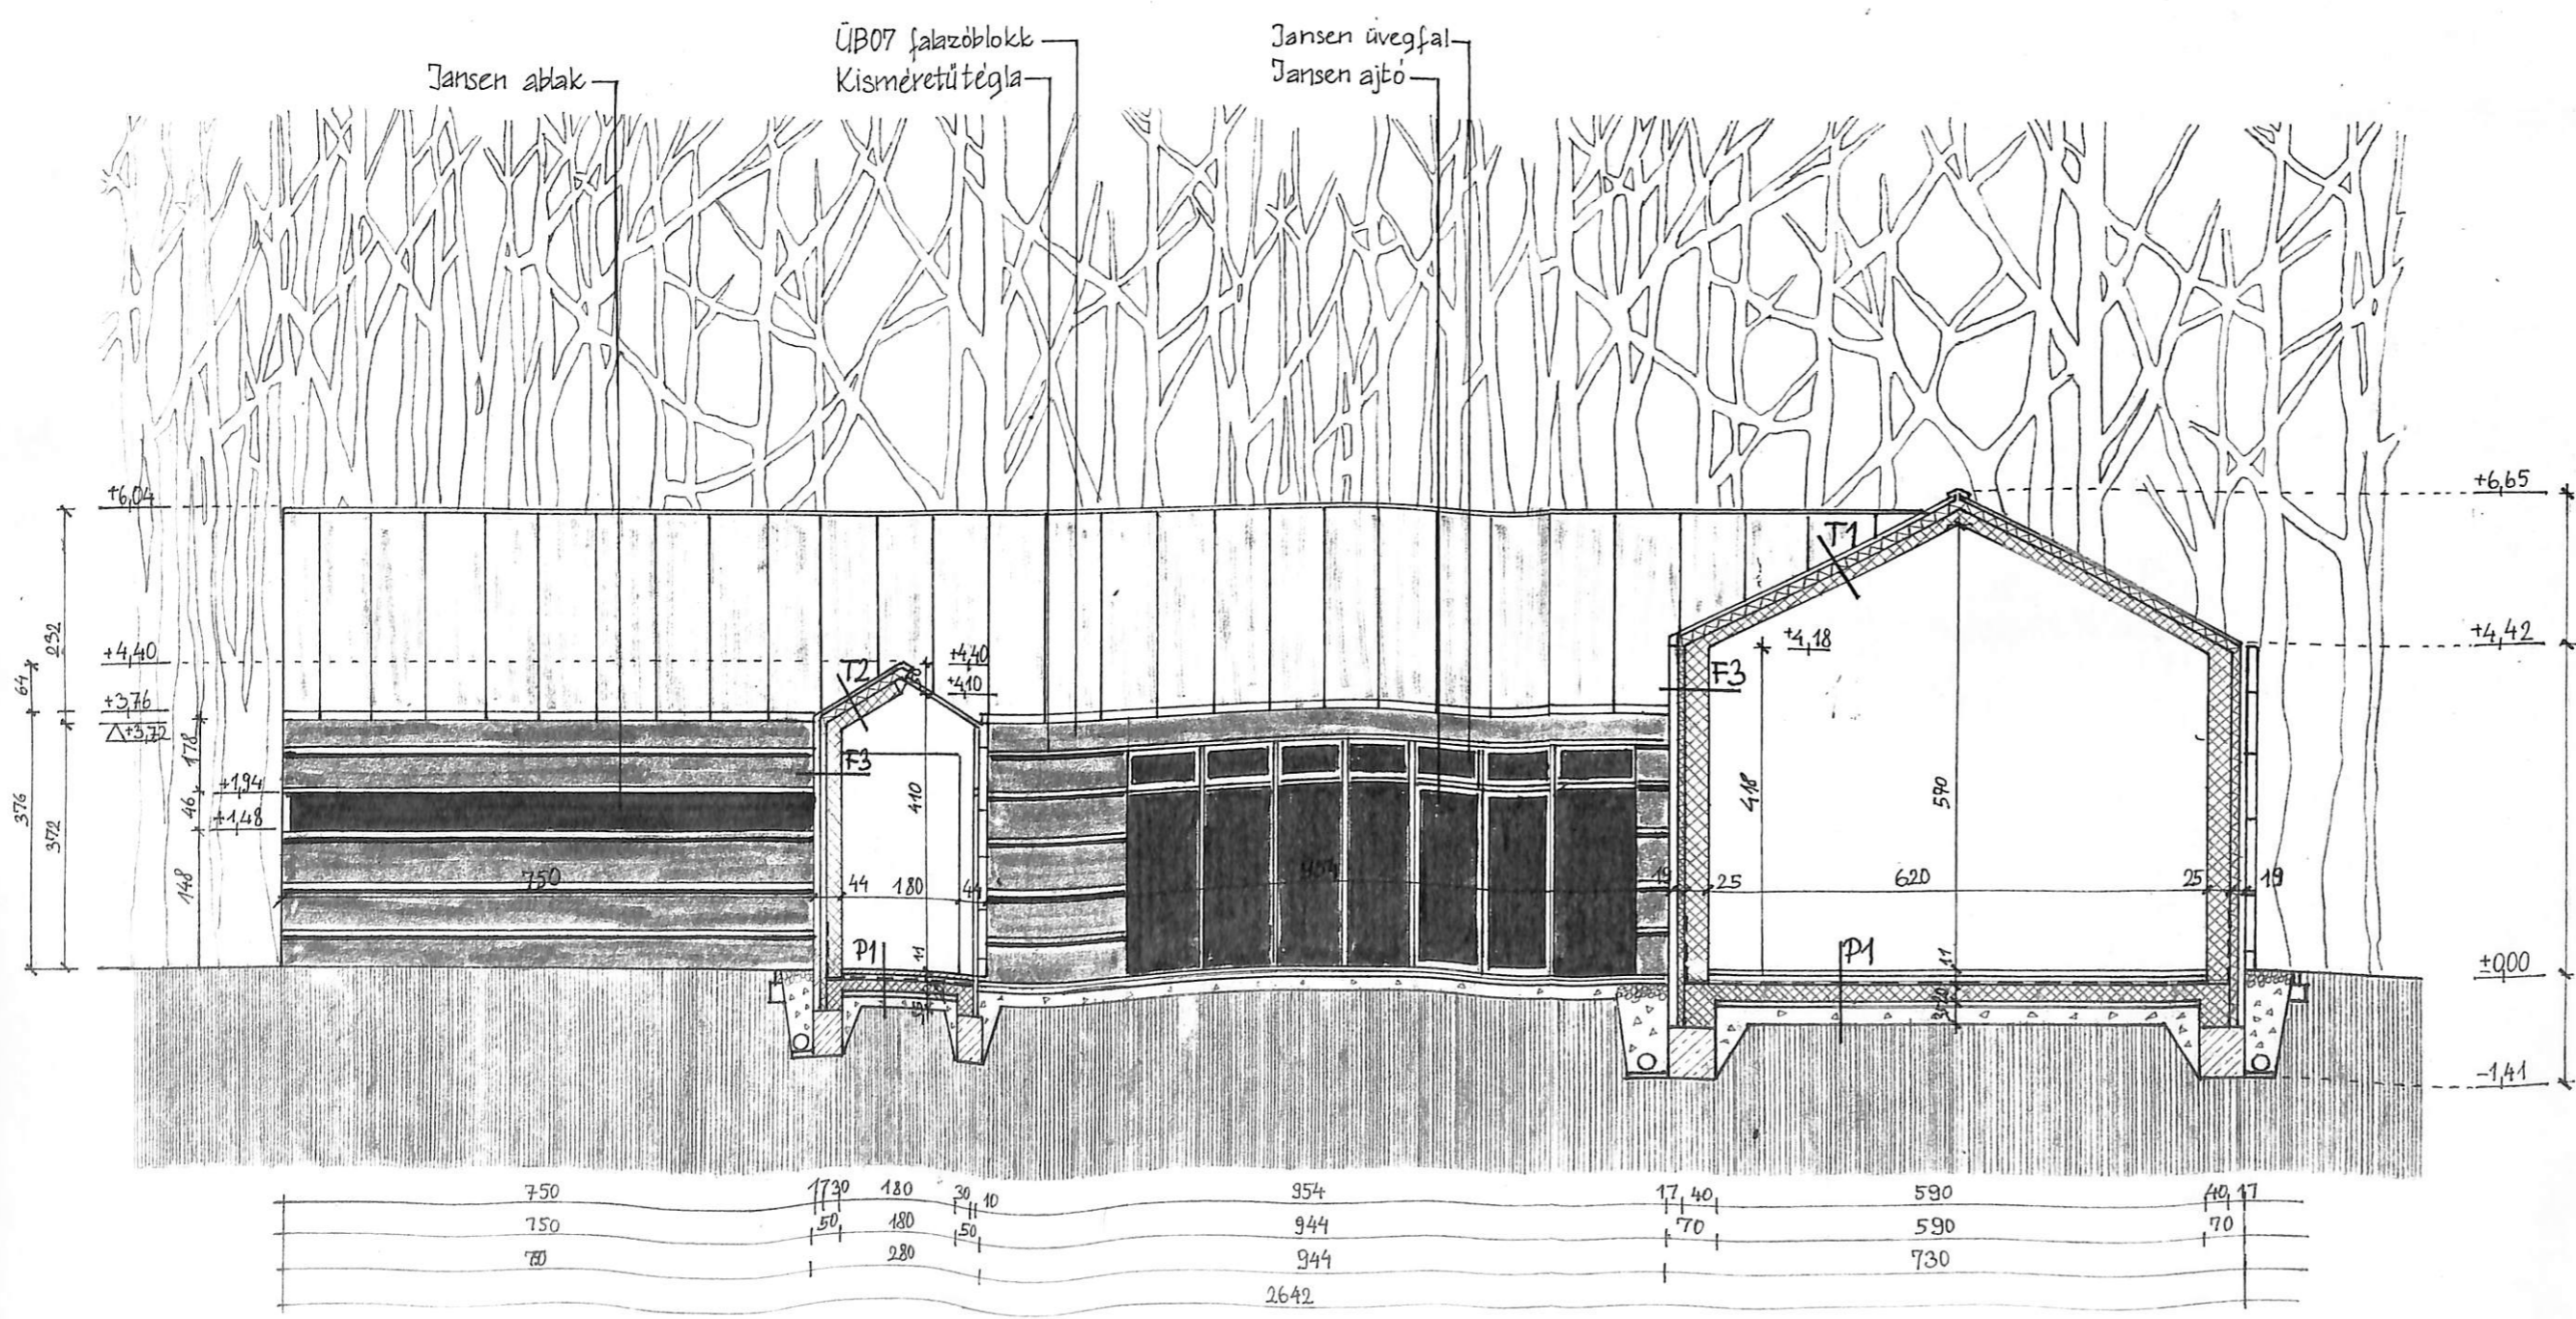 ÜB07 falazóblokk
Kisméretűtégla
Jansen üvegfal
Jansen ajtó
Jansen ablak
+6,04
+6,65
T1
232
+4,18
+4,42
+4,40
T2
+4,40
+4,10
F3
64
+3,76
△+3,72
178
F3
+1,94
46
+1,48
410
418
590
376
372
148
750
44 180 44
19 25 620 25 19
P1
11
P1
11
±0,00
-1,41
750 17 30 180 30 10 954 17 40 590 40 17
750 50 180 50 944 70 590 70
280 944 730
2642